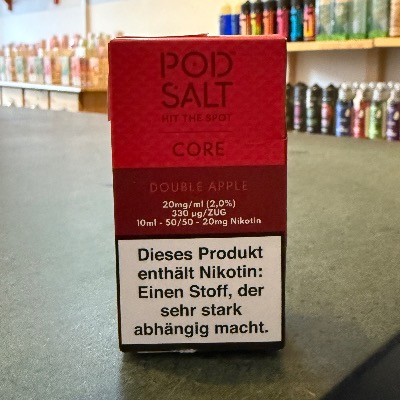 POD
SALT
HIT THE SPOT
CORE
DOUBLE APPLE
20mg/ml (2,0%)
330 µg/ZUG
10ml - 50/50 - 20mg Nikotin
Dieses Produkt
enthält Nikotin:
Einen Stoff, der
sehr stark
abhängig macht.